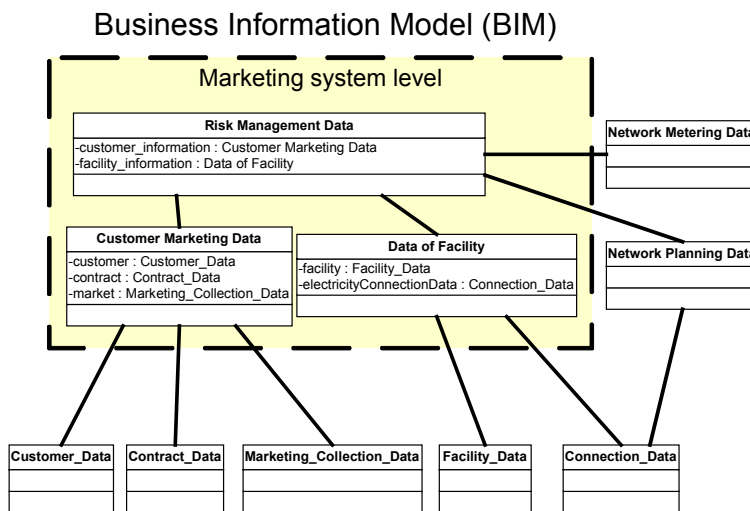 Business Information Model (BIM)
Marketing system level
Risk Management Data
-customer_information : Customer Marketing Data
-facility_information : Data of Facility
Network Metering Data
Customer Marketing Data
-customer : Customer_Data
-contract : Contract_Data
-market : Marketing_Collection_Data
Data of Facility
-facility : Facility_Data
-electricityConnectionData : Connection_Data
Network Planning Data
Customer_Data
Contract_Data
Marketing_Collection_Data
Facility_Data
Connection_Data